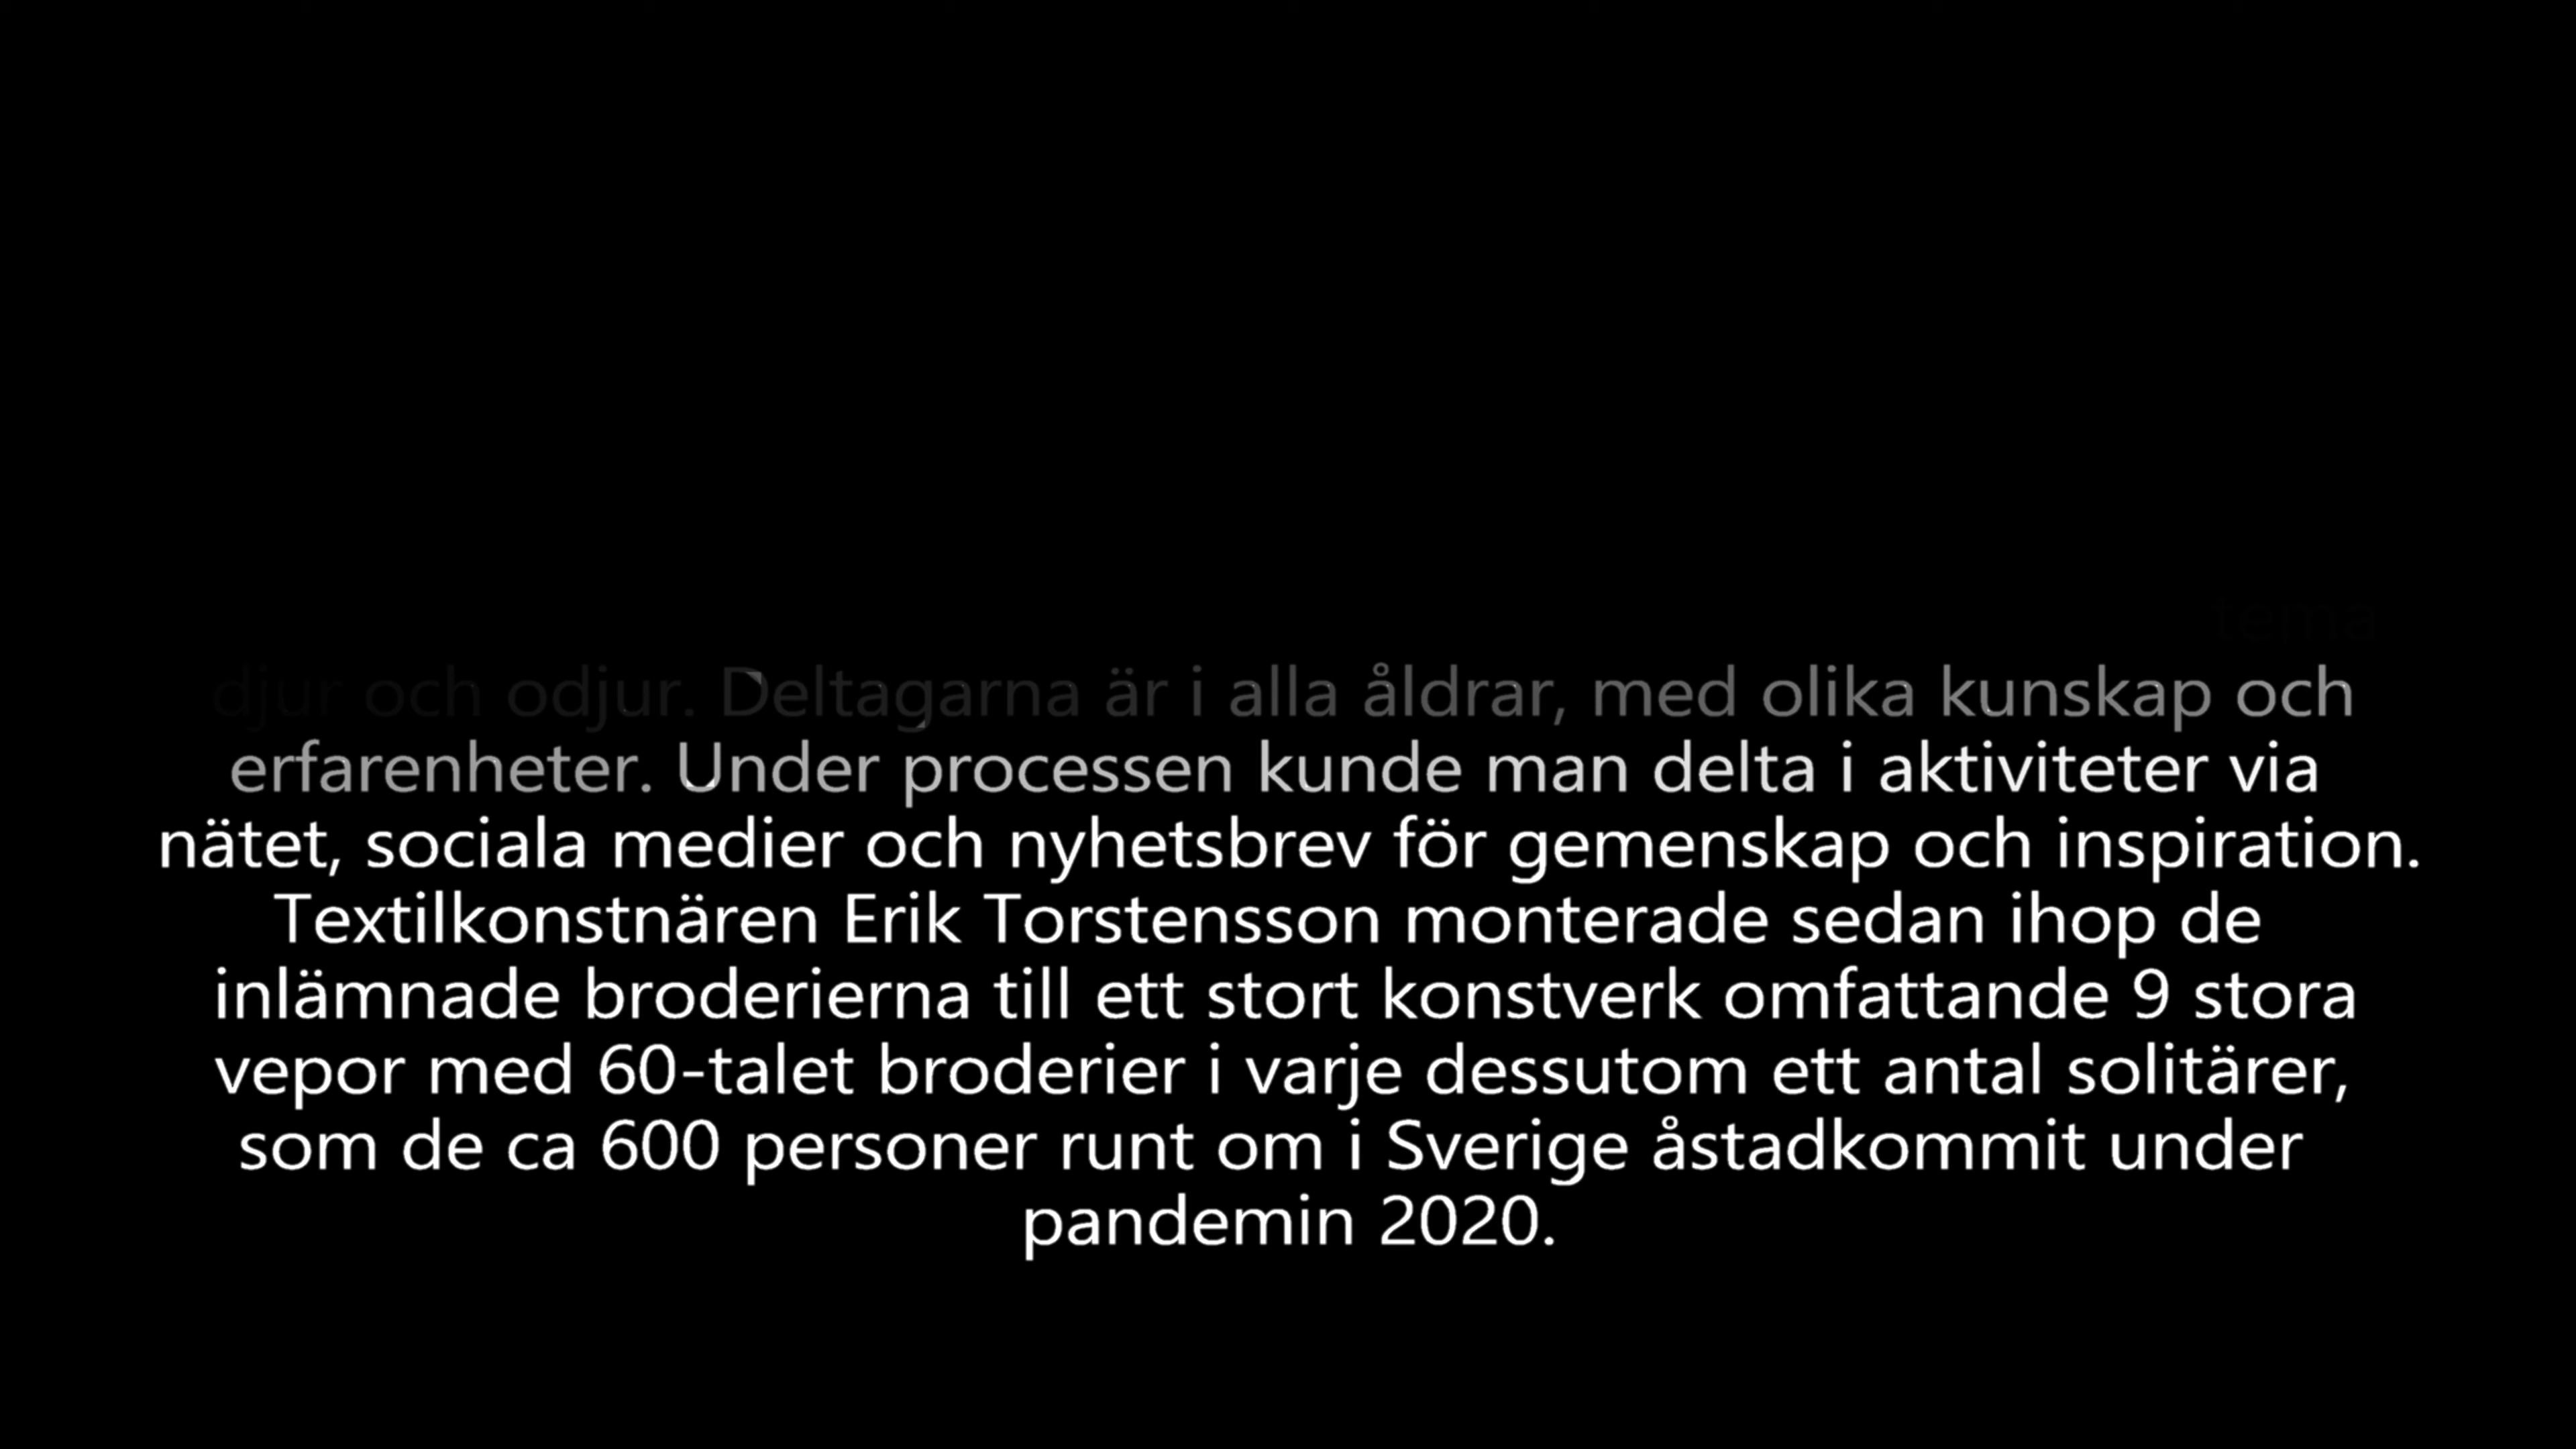 tema
djur och odjur. Deltagarna är i alla åldrar, med olika kunskap och
erfarenheter. Under processen kunde man delta i aktiviteter via
nätet, sociala medier och nyhetsbrev för gemenskap och inspiration.
Textilkonstnären Erik Torstensson monterade sedan ihop de
inlämnade broderierna till ett stort konstverk omfattande 9 stora
vepor med 60-talet broderier i varje dessutom ett antal solitärer,
som de ca 600 personer runt om i Sverige åstadkommit under
pandemin 2020.